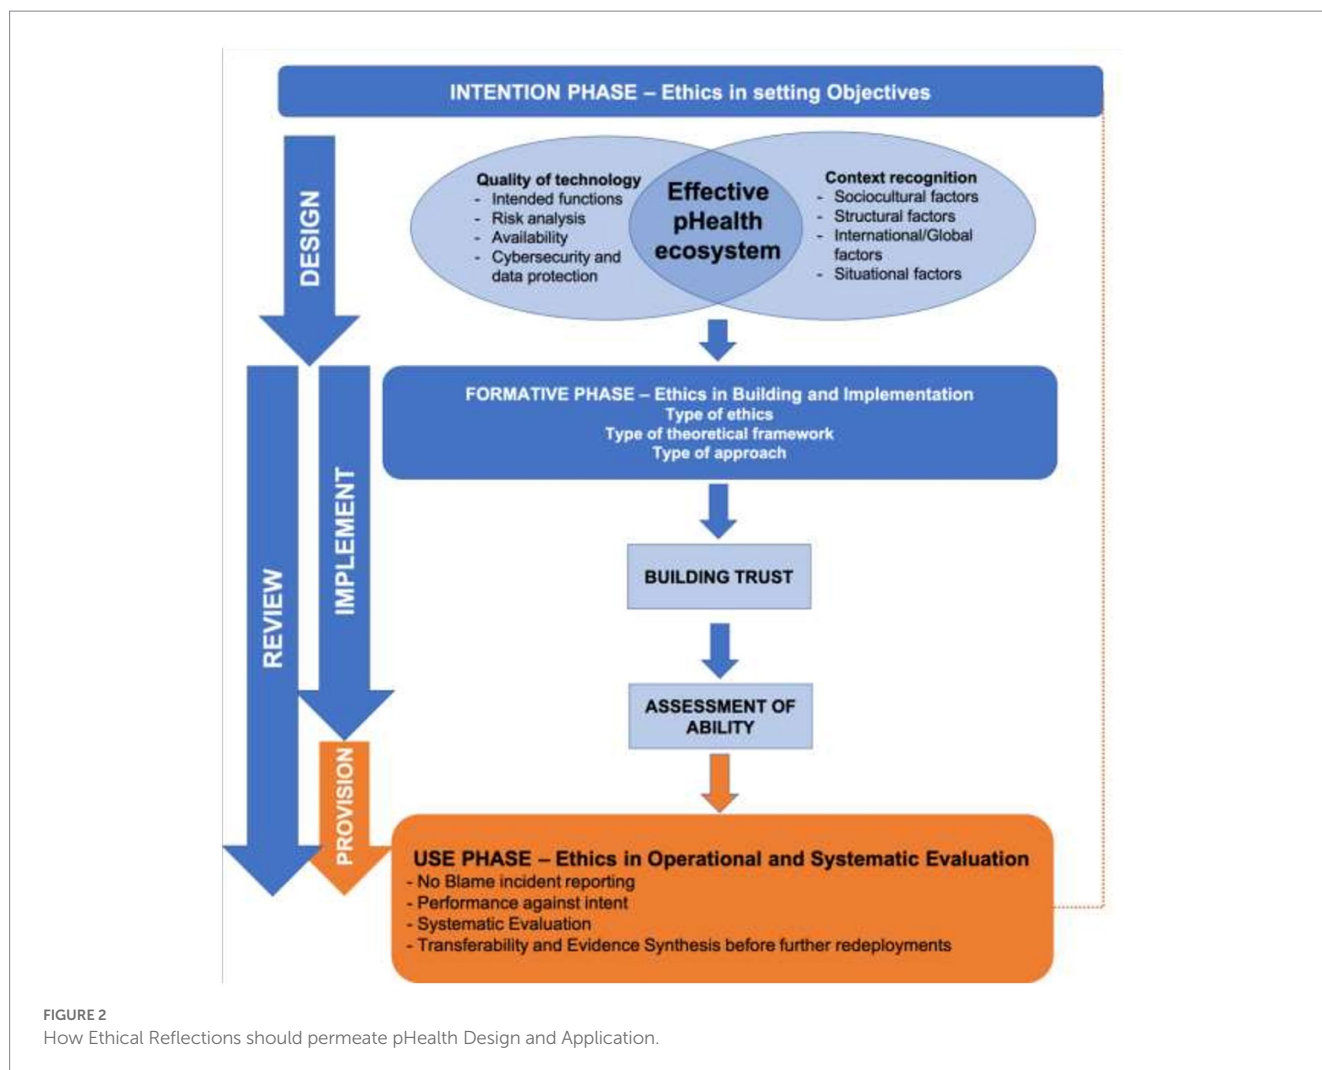 INTENTION PHASE – Ethics in setting Objectives
DESIGN
Quality of technology
- Intended functions
- Risk analysis
- Availability
- Cybersecurity and
data protection
Effective
pHealth
ecosystem
Context recognition
- Sociocultural factors
- Structural factors
- International/Global
factors
- Situational factors
REVIEW
IMPLEMENT
FORMATIVE PHASE – Ethics in Building and Implementation
Type of ethics
Type of theoretical framework
Type of approach
BUILDING TRUST
ASSESSMENT OF
ABILITY
PROVISION
USE PHASE – Ethics in Operational and Systematic Evaluation
- No Blame incident reporting
- Performance against intent
- Systematic Evaluation
- Transferability and Evidence Synthesis before further redeployments
FIGURE 2
How Ethical Reflections should permeate pHealth Design and Application.